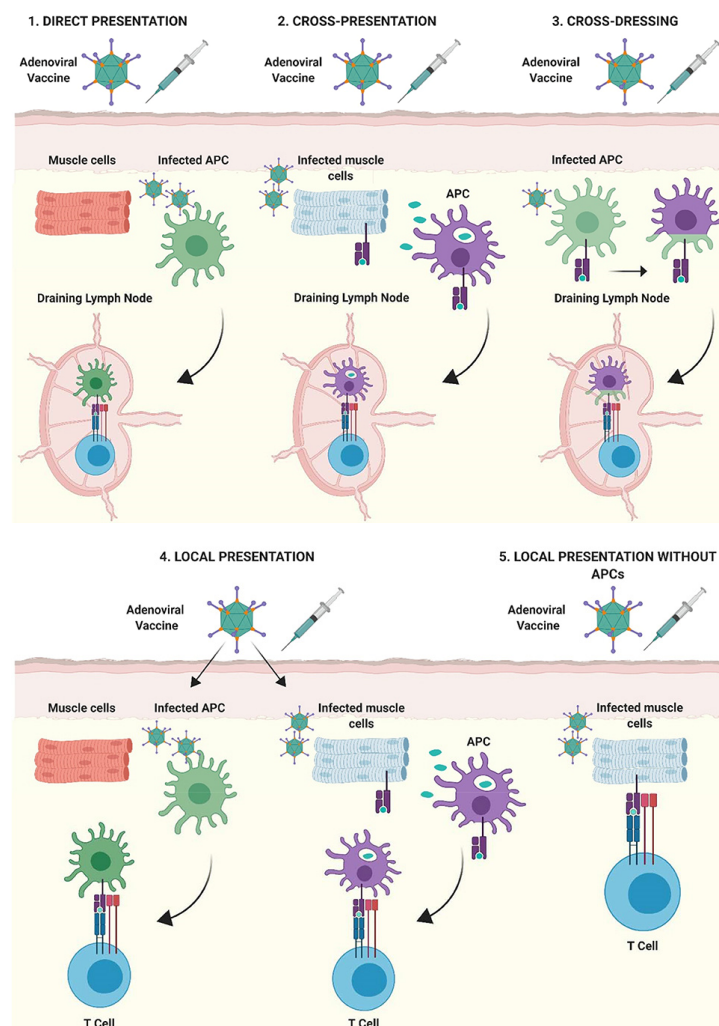 1. DIRECT PRESENTATION
2. CROSS-PRESENTATION
3. CROSS-DRESSING
Adenoviral
Vaccine
Adenoviral
Vaccine
Adenoviral
Vaccine
Muscle cells
Infected APC
Infected muscle
cells
APC
Infected APC
Draining Lymph Node
Draining Lymph Node
Draining Lymph Node
4. LOCAL PRESENTATION
5. LOCAL PRESENTATION WITHOUT
APCs
Adenoviral
Vaccine
Adenoviral
Vaccine
Muscle cells
Infected APC
Infected muscle
cells
APC
Infected muscle
cells
T Cell
T Cell
T Cell